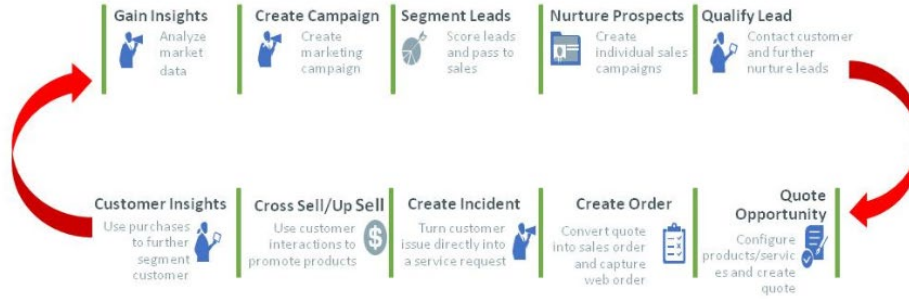 Gain Insights
Analyze
market
data
Create Campaign
Create
marketing
campaign
Segment Leads
Score leads
and pass to
sales
Nurture Prospects
Create
individual sales
campaigns
Qualify Lead
Contact customer
and further
nurture leads
Customer Insights
Use purchases
to further
segment
customer
Cross Sell/Up Sell
Use customer
interactions to
promote products
$
Create Incident
Turn customer
issue directly into
a service request
Create Order
Convert quote
into sales order
and capture
web order
Quote
Opportunity
Configure
products/servic
es and create
quote